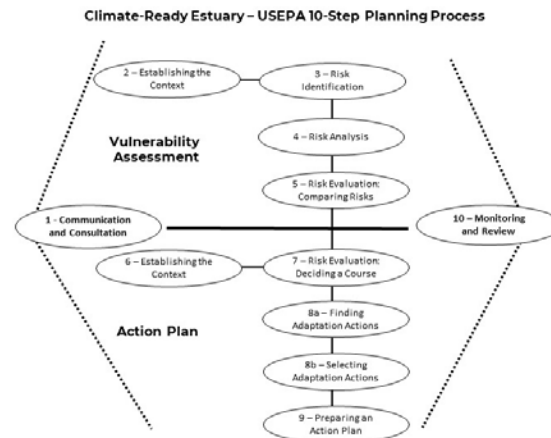 Climate-Ready Estuary – USEPA 10-Step Planning Process
2 – Establishing the
Context
3 – Risk
Identification
Vulnerability
Assessment
4 – Risk Analysis
5 – Risk Evaluation:
Comparing Risks
1 - Communication
and Consultation
10 – Monitoring
and Review
6 – Establishing the
Context
7 – Risk Evaluation:
Deciding a Course
Action Plan
8a – Finding
Adaptation Actions
8b – Selecting
Adaptation Actions
9 – Preparing an
Action Plan